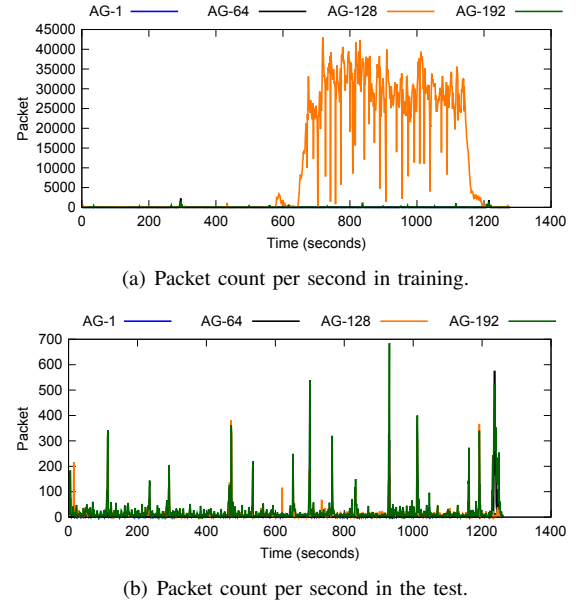 AG-1 AG-64 AG-128 AG-192
45000
40000
35000
30000
25000
20000
15000
10000
5000
0
Packet
0 200 400 600 800 1000 1200 1400
Time (seconds)
(a) Packet count per second in training.
AG-1 AG-64 AG-128 AG-192
700
600
500
400
300
200
100
0
Packet
0 200 400 600 800 1000 1200 1400
Time (seconds)
(b) Packet count per second in the test.